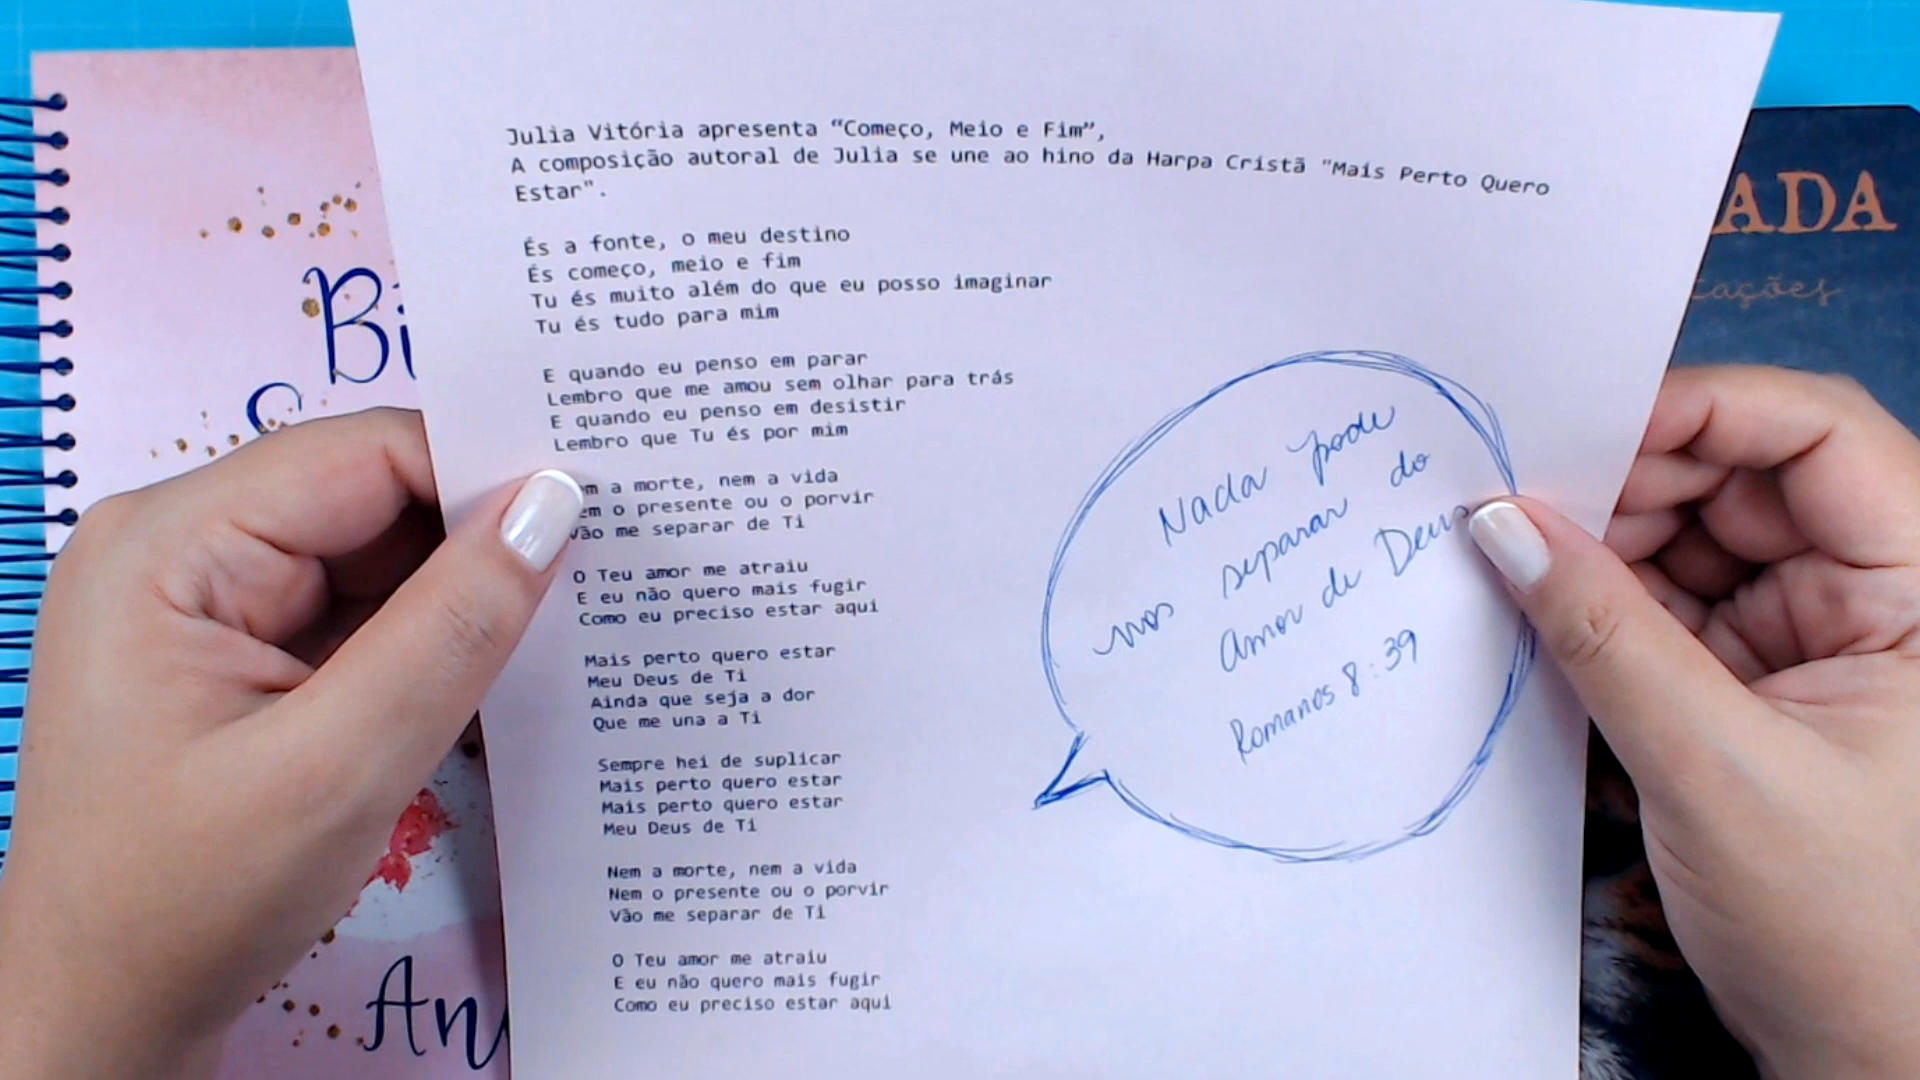 Julia Vitória apresenta “Começo, Meio e Fim”,
A composição autoral de Julia se une ao hino da Harpa Cristã "Mais Perto Quero
Estar".
És a fonte, o meu destino
És começo, meio e fim
Tu és muito além do que eu posso imaginar
Tu és tudo para mim
E quando eu penso em parar
Lembro que me amou sem olhar para trás
E quando eu penso em desistir
Lembro que Tu és por mim
em a morte, nem a vida
em o presente ou o porvir
Vão me separar de Ti
O Teu amor me atraiu
E eu não quero mais fugir
Como eu preciso estar aqui
Mais perto quero estar
Meu Deus de Ti
Ainda que seja a dor
Que me una a Ti
Sempre hei de suplicar
Mais perto quero estar
Mais perto quero estar
Meu Deus de Ti
Nem a morte, nem a vida
Nem o presente ou o porvir
Vão me separar de Ti
O Teu amor me atraiu
E eu não quero mais fugir
Como eu preciso estar aqui
Nada pode
nos separar do
amor de Deus
Romanos 8:39
Bi
An
ADA
cações